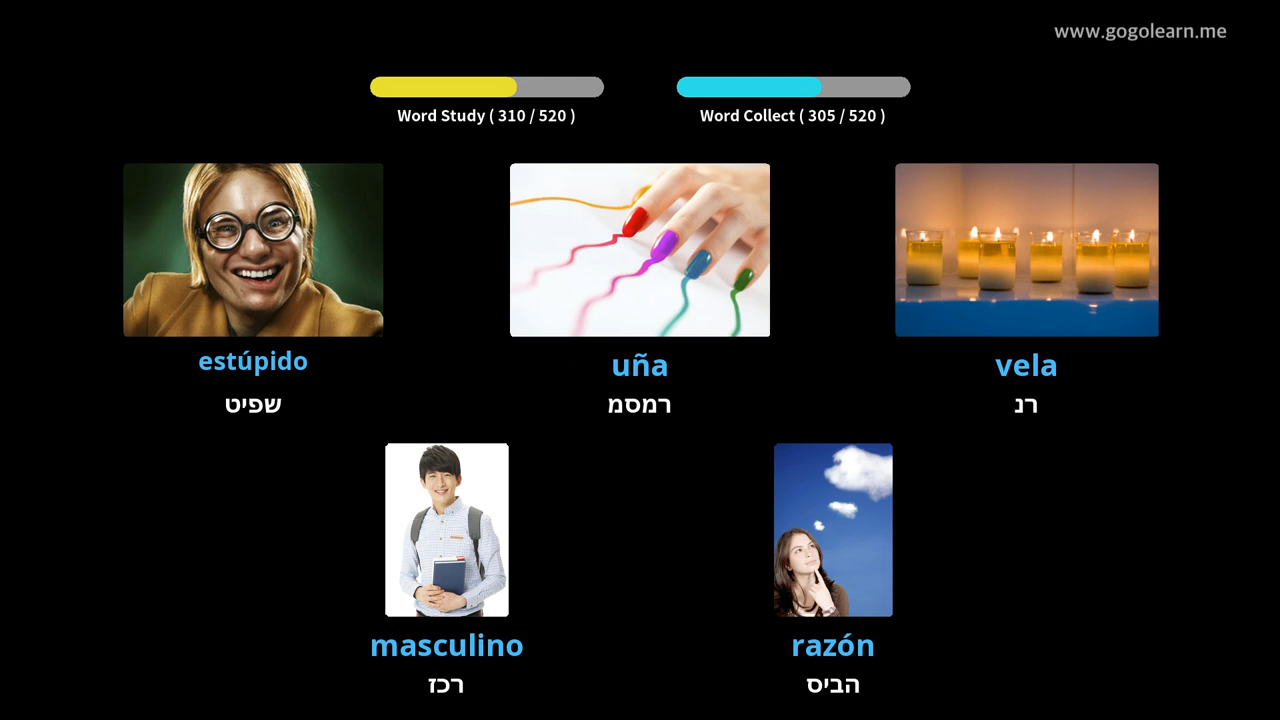 www.gogolearn.me
Word Study ( 310 / 520 )
Word Collect ( 305 / 520 )
estúpido
שפיט
uña
רמסמ
vela
רנ
masculino
רכז
razón
הביס